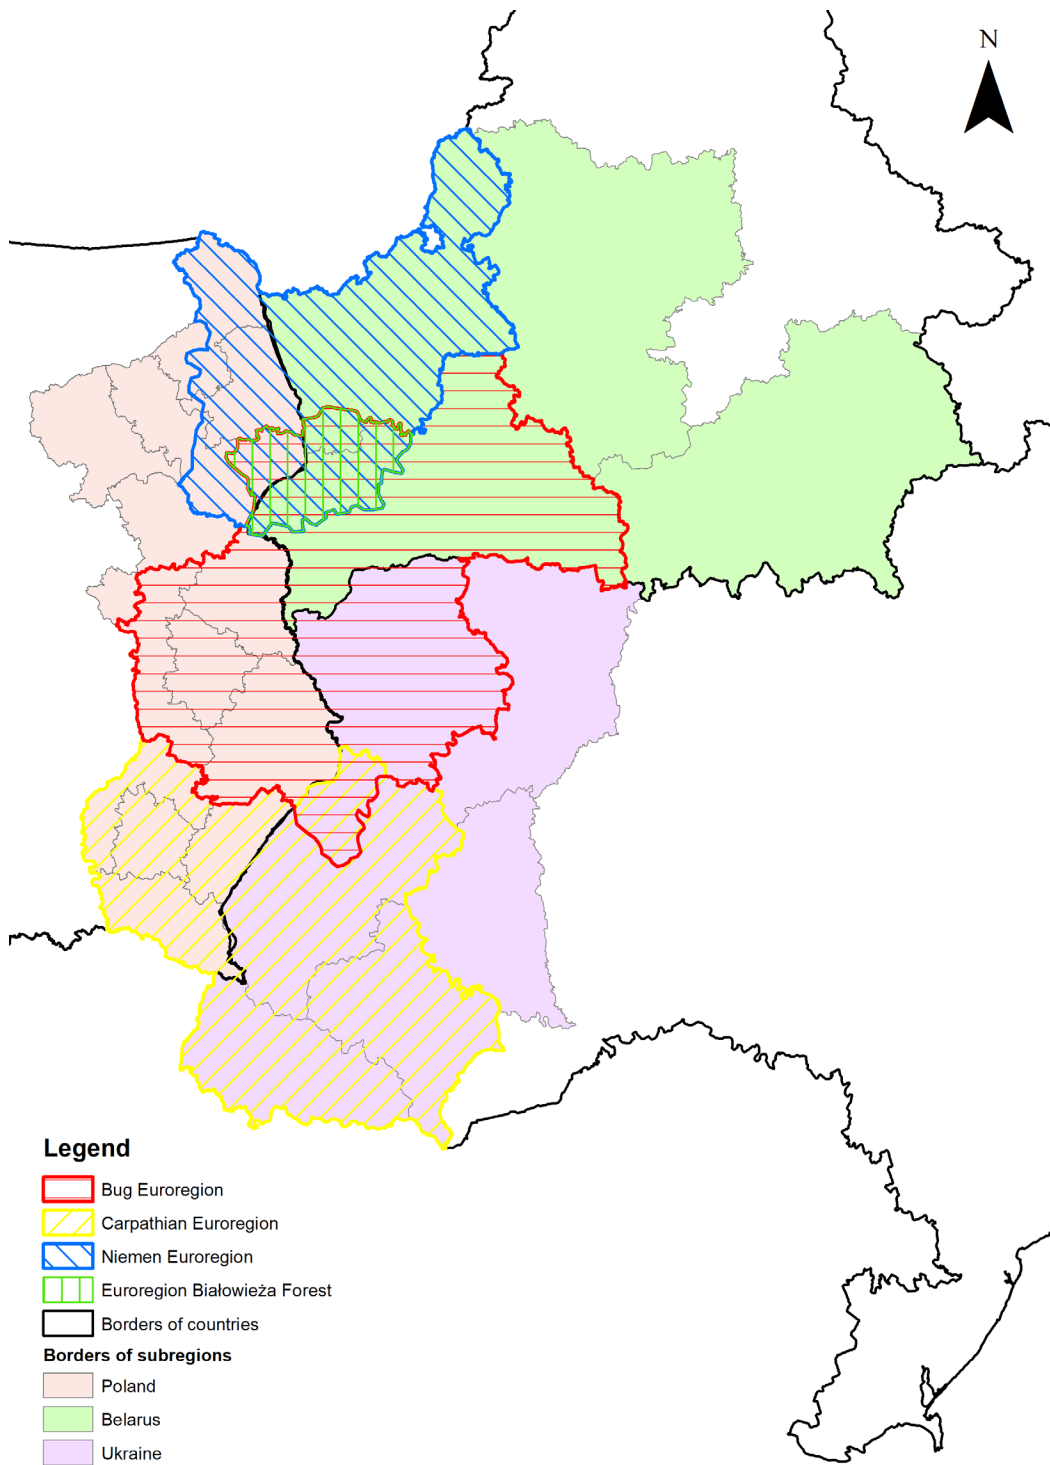 N
Legend
Bug Euroregion
Carpathian Euroregion
Niemen Euroregion
Euroregion Białowieża Forest
Borders of countries
Borders of subregions
Poland
Belarus
Ukraine